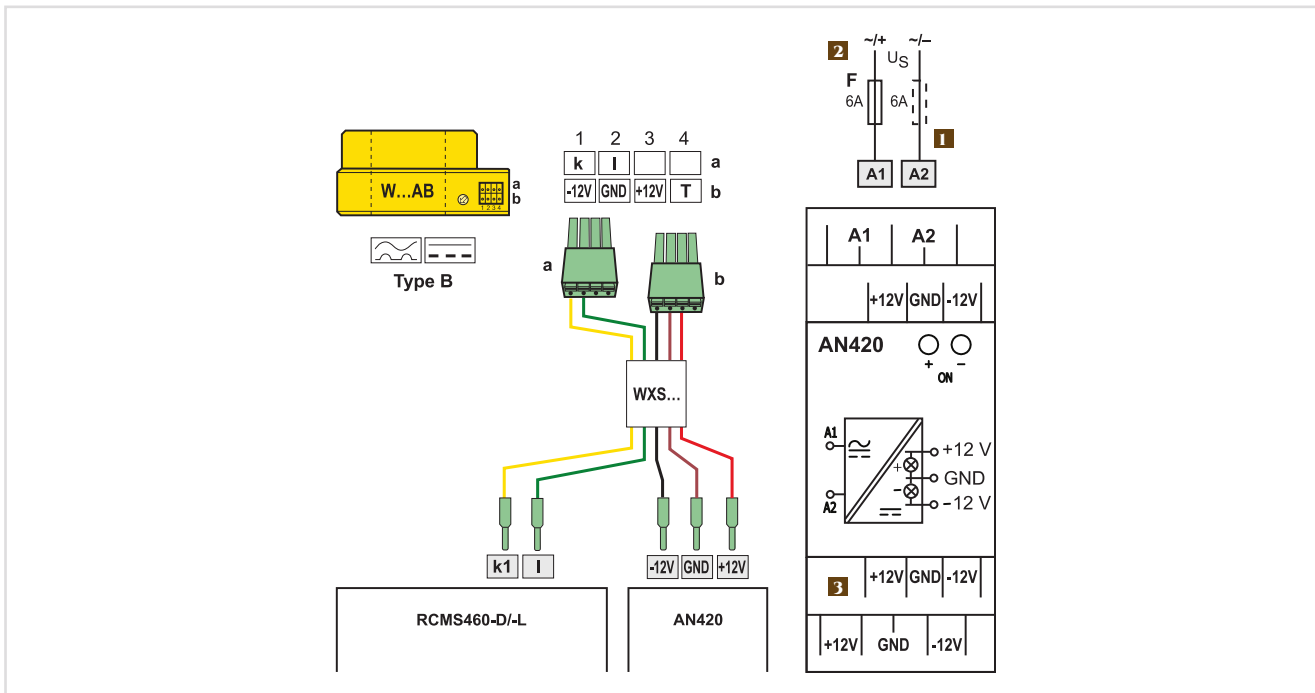 W...AB
a
b
1 2 3 4
Type B
1 2 3 4
k l a
-12V GND +12V T b
a
b
WXS...
k1 l
-12V GND +12V
RCMS460-D/-L
AN420
2
~/+ ~/–
US
F
6A 6A
1
A1 A2
A1 A2
+12V GND -12V
AN420
+ –
ON
A1
A2
+
–
+12 V
GND
–12 V
3
+12V GND -12V
+12V GND -12V